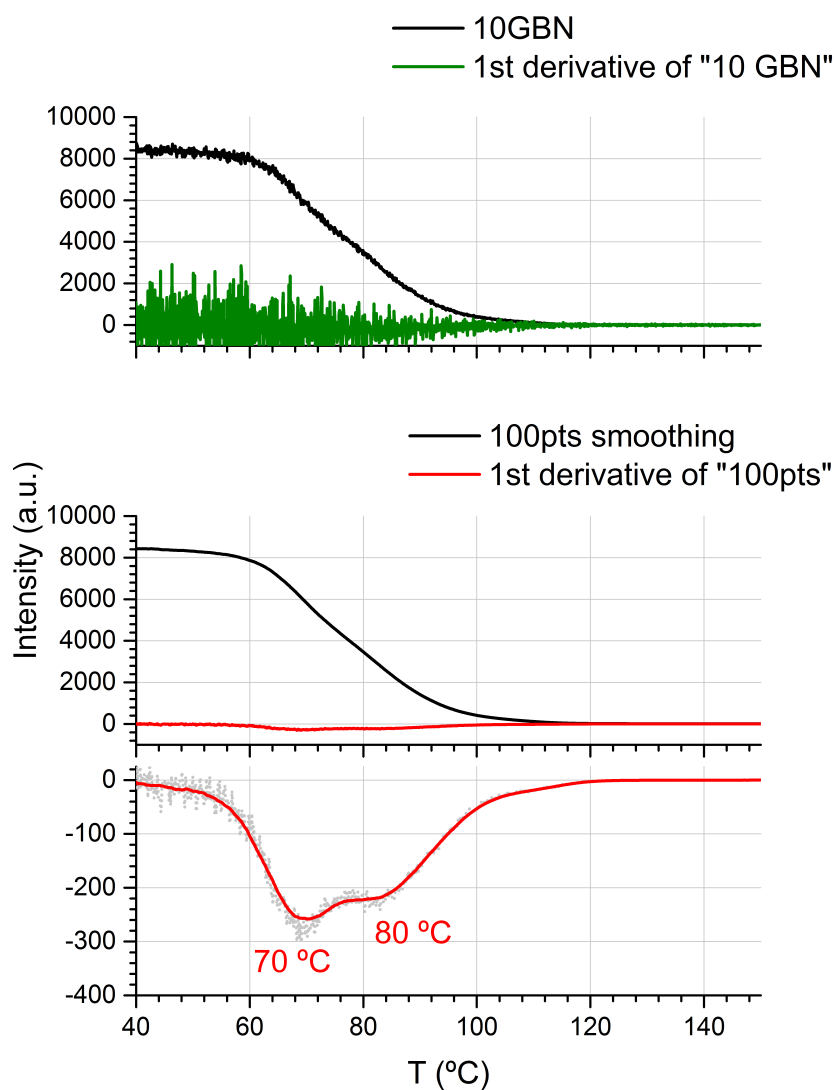 10GBN
1st derivative of "10 GBN"
10000
8000
6000
4000
2000
0
100pts smoothing
1st derivative of "100pts"
Intensity (a.u.)
10000
8000
6000
4000
2000
0
0
-100
-200
-300
-400
70 ºC
80 ºC
40 60 80 100 120 140
T (ºC)